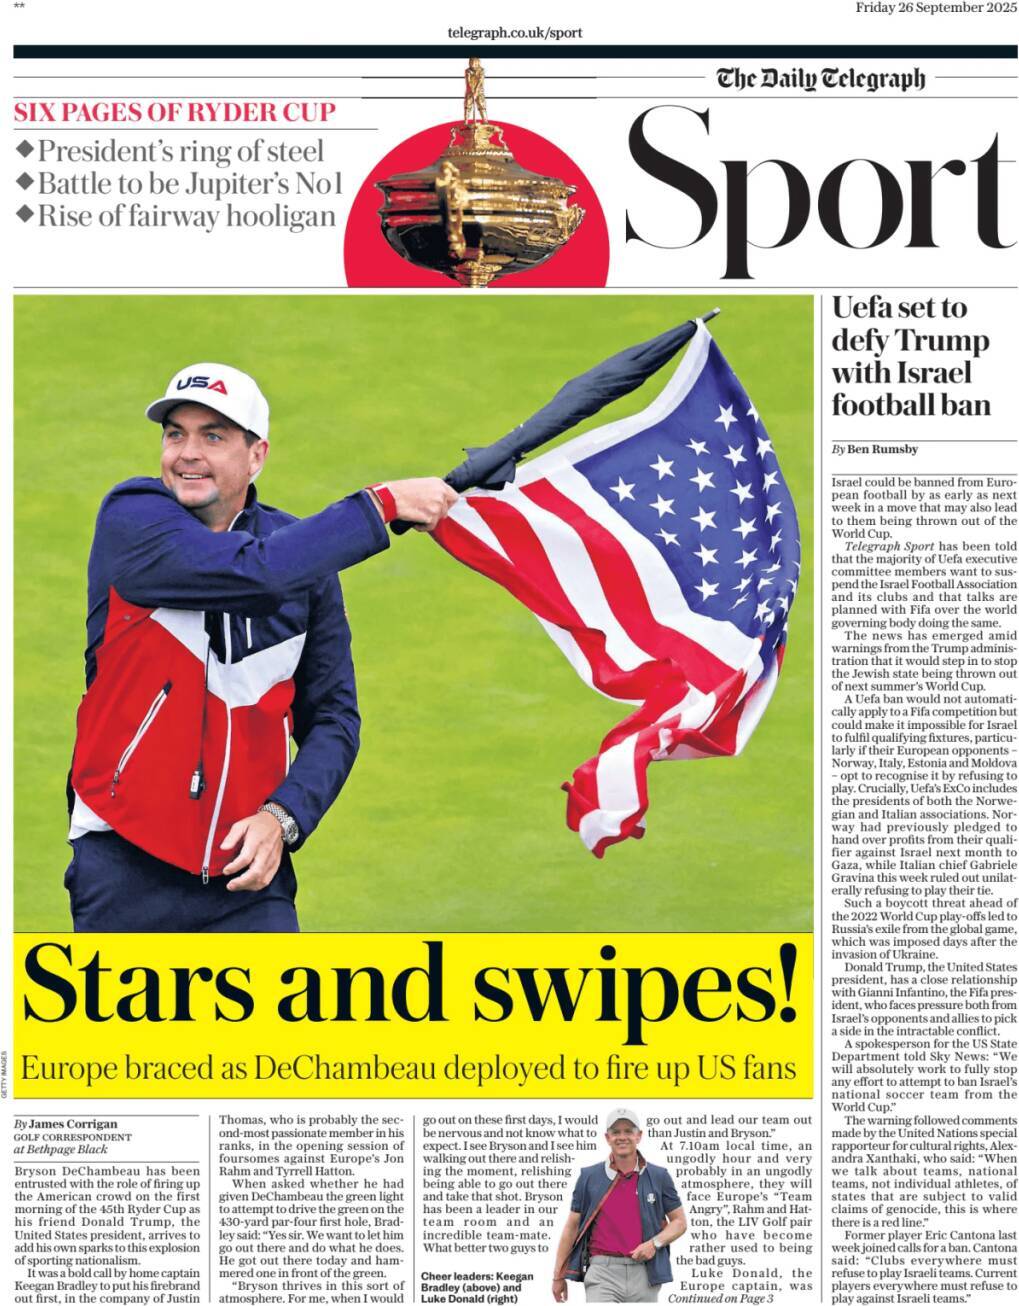 **
Friday 26 September 2025
telegraph.co.uk/sport
The Daily Telegraph
Sport
SIX PAGES OF RYDER CUP
◆President's ring of steel
◆Battle to be Jupiter's No1
◆Rise of fairway hooligan
USA
GETTY IMAGES
Stars and swipes!
Europe braced as DeChambeau deployed to fire up US fans
By James Corrigan
GOLF CORRESPONDENT
at Bethpage Black
Bryson DeChambeau has been
entrusted with the role of firing up
the American crowd on the first
morning of the 45th Ryder Cup as
his friend Donald Trump, the
United States president, arrives to
add his own sparks to this explosion
of sporting nationalism.
It was a bold call by home captain
Keegan Bradley to put his firebrand
out first, in the company of Justin
Thomas, who is probably the sec-
ond-most passionate member in his
ranks, in the opening session of
foursomes against Europe's Jon
Rahm and Tyrrell Hatton.
When asked whether he had
given DeChambeau the green light
to attempt to drive the green on the
430-yard par-four first hole, Brad-
ley said: “Yes sir. We want to let him
go out there and do what he does.
He got out there today and ham-
mered one in front of the green.
“Bryson thrives in this sort of
atmosphere. For me, when I would
go out on these first days, I would
be nervous and not know what to
expect. I see Bryson and I see him
walking out there and relish-
ing the moment, relishing
being able to go out there
and take that shot. Bryson
has been a leader in our
team room and an
incredible team-mate.
What better two guys to
Cheer leaders: Keegan
Bradley (above) and
Luke Donald (right)
go out and lead our team out
than Justin and Bryson.”
At 7.10am local time, an
ungodly hour and very
probably in an ungodly
atmosphere, they will
face Europe's “Team
Angry”, Rahm and Hat-
ton, the LIV Golf pair
who have become
rather used to being
the bad guys.
Luke Donald, the
Europe captain, was
Continued on Page 3
Uefa set to
defy Trump
with Israel
football ban
By Ben Rumsby
Israel could be banned from Euro-
pean football by as early as next
week in a move that may also lead
to them being thrown out of the
World Cup.
Telegraph Sport has been told
that the majority of Uefa executive
committee members want to sus-
pend the Israel Football Association
and its clubs and that talks are
planned with Fifa over the world
governing body doing the same.
The news has emerged amid
warnings from the Trump adminis-
tration that it would step in to stop
the Jewish state being thrown out
of next summer's World Cup.
A Uefa ban would not automati-
cally apply to a Fifa competition but
could make it impossible for Israel
to fulfil qualifying fixtures, particu-
larly if their European opponents –
Norway, Italy, Estonia and Moldova
– opt to recognise it by refusing to
play. Crucially, Uefa's ExCo includes
the presidents of both the Norwe-
gian and Italian associations. Nor-
way had previously pledged to
hand over profits from their quali-
fier against Israel next month to
Gaza, while Italian chief Gabriele
Gravina this week ruled out unilat-
erally refusing to play their tie.
Such a boycott threat ahead of
the 2022 World Cup play-offs led to
Russia's exile from the global game,
which was imposed days after the
invasion of Ukraine.
Donald Trump, the United States
president, has a close relationship
with Gianni Infantino, the Fifa pres-
ident, who faces pressure both from
Israel's opponents and allies to pick
a side in the intractable conflict.
A spokesperson for the US State
Department told Sky News: “We
will absolutely work to fully stop
any effort to attempt to ban Israel's
national soccer team from the
World Cup.”
The warning followed comments
made by the United Nations special
rapporteur for cultural rights, Alex-
andra Xanthaki, who said: “When
we talk about teams, national
teams, not individual athletes, of
states that are subject to valid
claims of genocide, this is where
there is a red line.”
Former player Eric Cantona last
week joined calls for a ban. Cantona
said: “Clubs everywhere must
refuse to play Israeli teams. Current
players everywhere must refuse to
play against Israeli teams.”